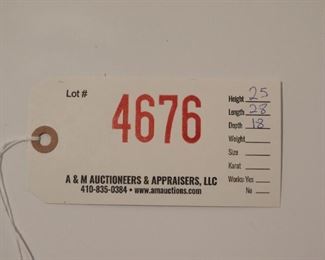 Lot #
4676
Height 25
Length 28
Depth 18
Weight
Size
Karat
Works: Yes
No
A & M AUCTIONEERS & APPRAISERS, LLC
410-835-0384 • www.amauctions.com